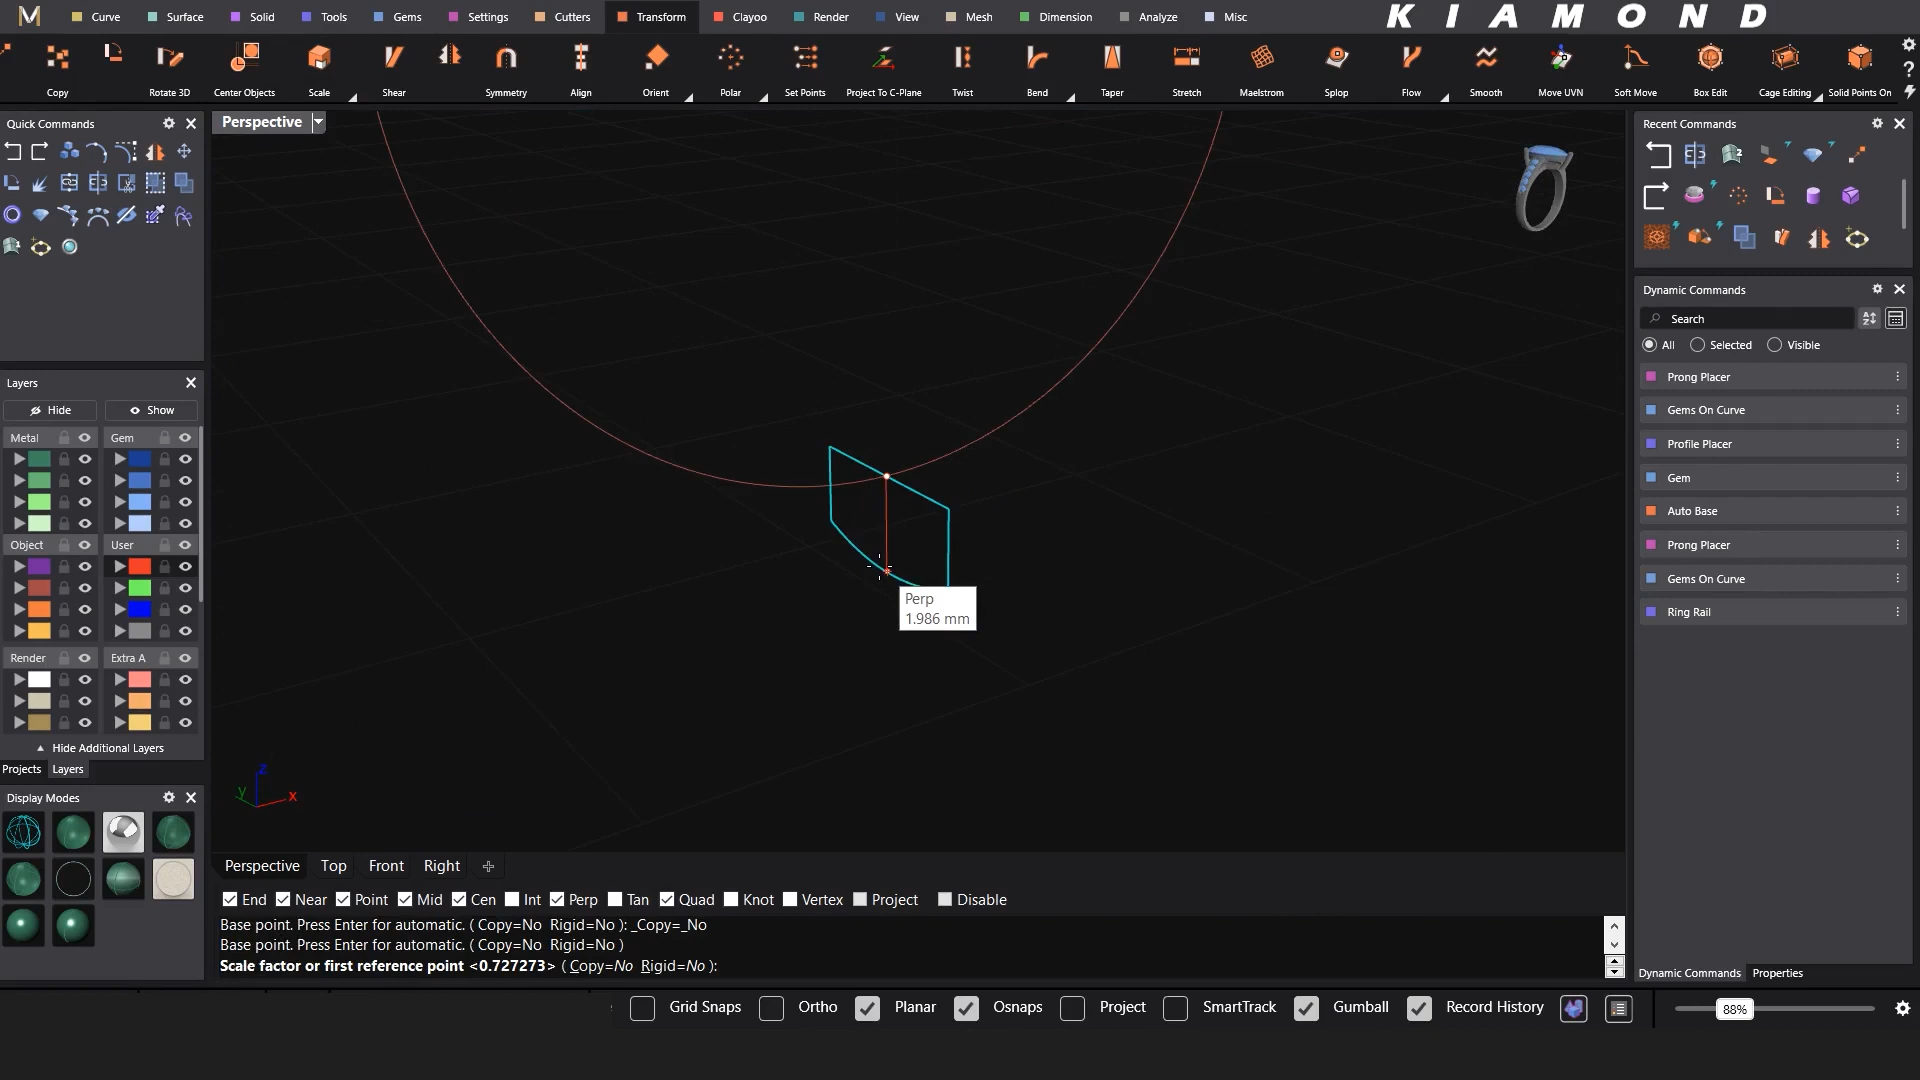 Curve Surface Solid Tools Gems Settings Cutters Transform Clayoo Render View Mesh Dimension Analyze Misc
KIAMOND
Copy Rotate 3D Center Objects Scale Shear Symmetry Align Orient Polar Set Points Project To C-Plane Twist Bend Taper Stretch Maelstrom Splop Flow Smooth Move UVN Soft Move Box Edit Cage Editing Solid Points On
Quick Commands
Perspective
Recent Commands
Dynamic Commands
Search
All Selected Visible
Prong Placer
Gems On Curve
Profile Placer
Gem
Auto Base
Prong Placer
Gems On Curve
Ring Rail
Layers
Hide Show
Metal Gem
Object User
Render Extra A
Hide Additional Layers
Projects Layers
Display Modes
Perp
1.986 mm
z
y
x
Perspective Top Front Right
End Near Point Mid Cen Int Perp Tan Quad Knot Vertex Project Disable
Base point. Press Enter for automatic. ( Copy=No Rigid=No ): _Copy=_No
Base point. Press Enter for automatic. ( Copy=No Rigid=No )
Scale factor or first reference point <0.727273> ( Copy=No Rigid=No ):
Dynamic Commands Properties
Grid Snaps Ortho Planar Osnaps Project SmartTrack Gumball Record History
88%